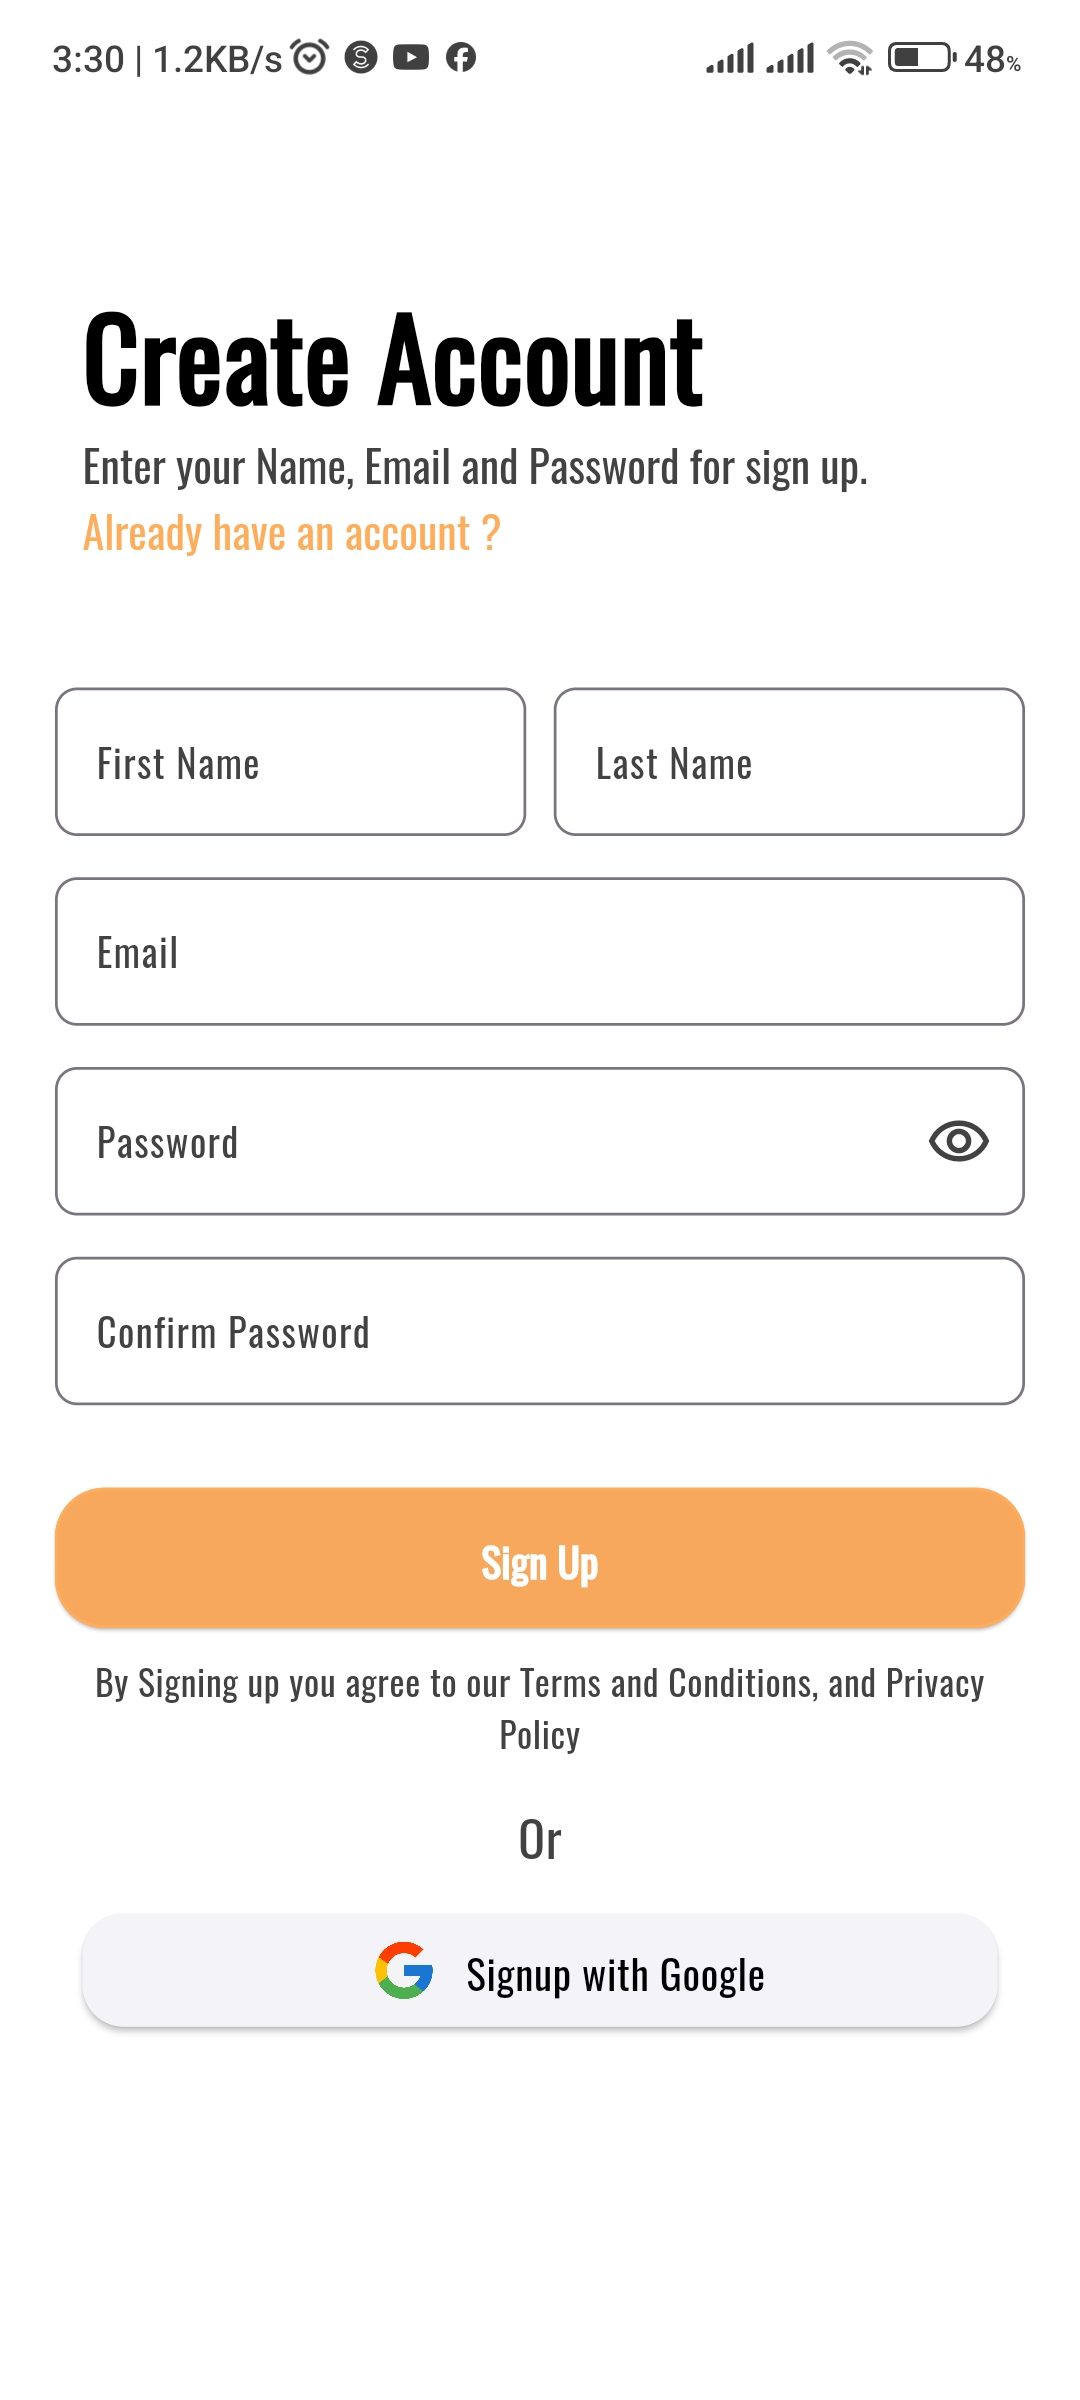 3:30 | 1.2KB/s 48%
Create Account
Enter your Name, Email and Password for sign up.
Already have an account ?
First Name Last Name
Email
Password
Confirm Password
Sign Up
By Signing up you agree to our Terms and Conditions, and Privacy
Policy
Or
Signup with Google